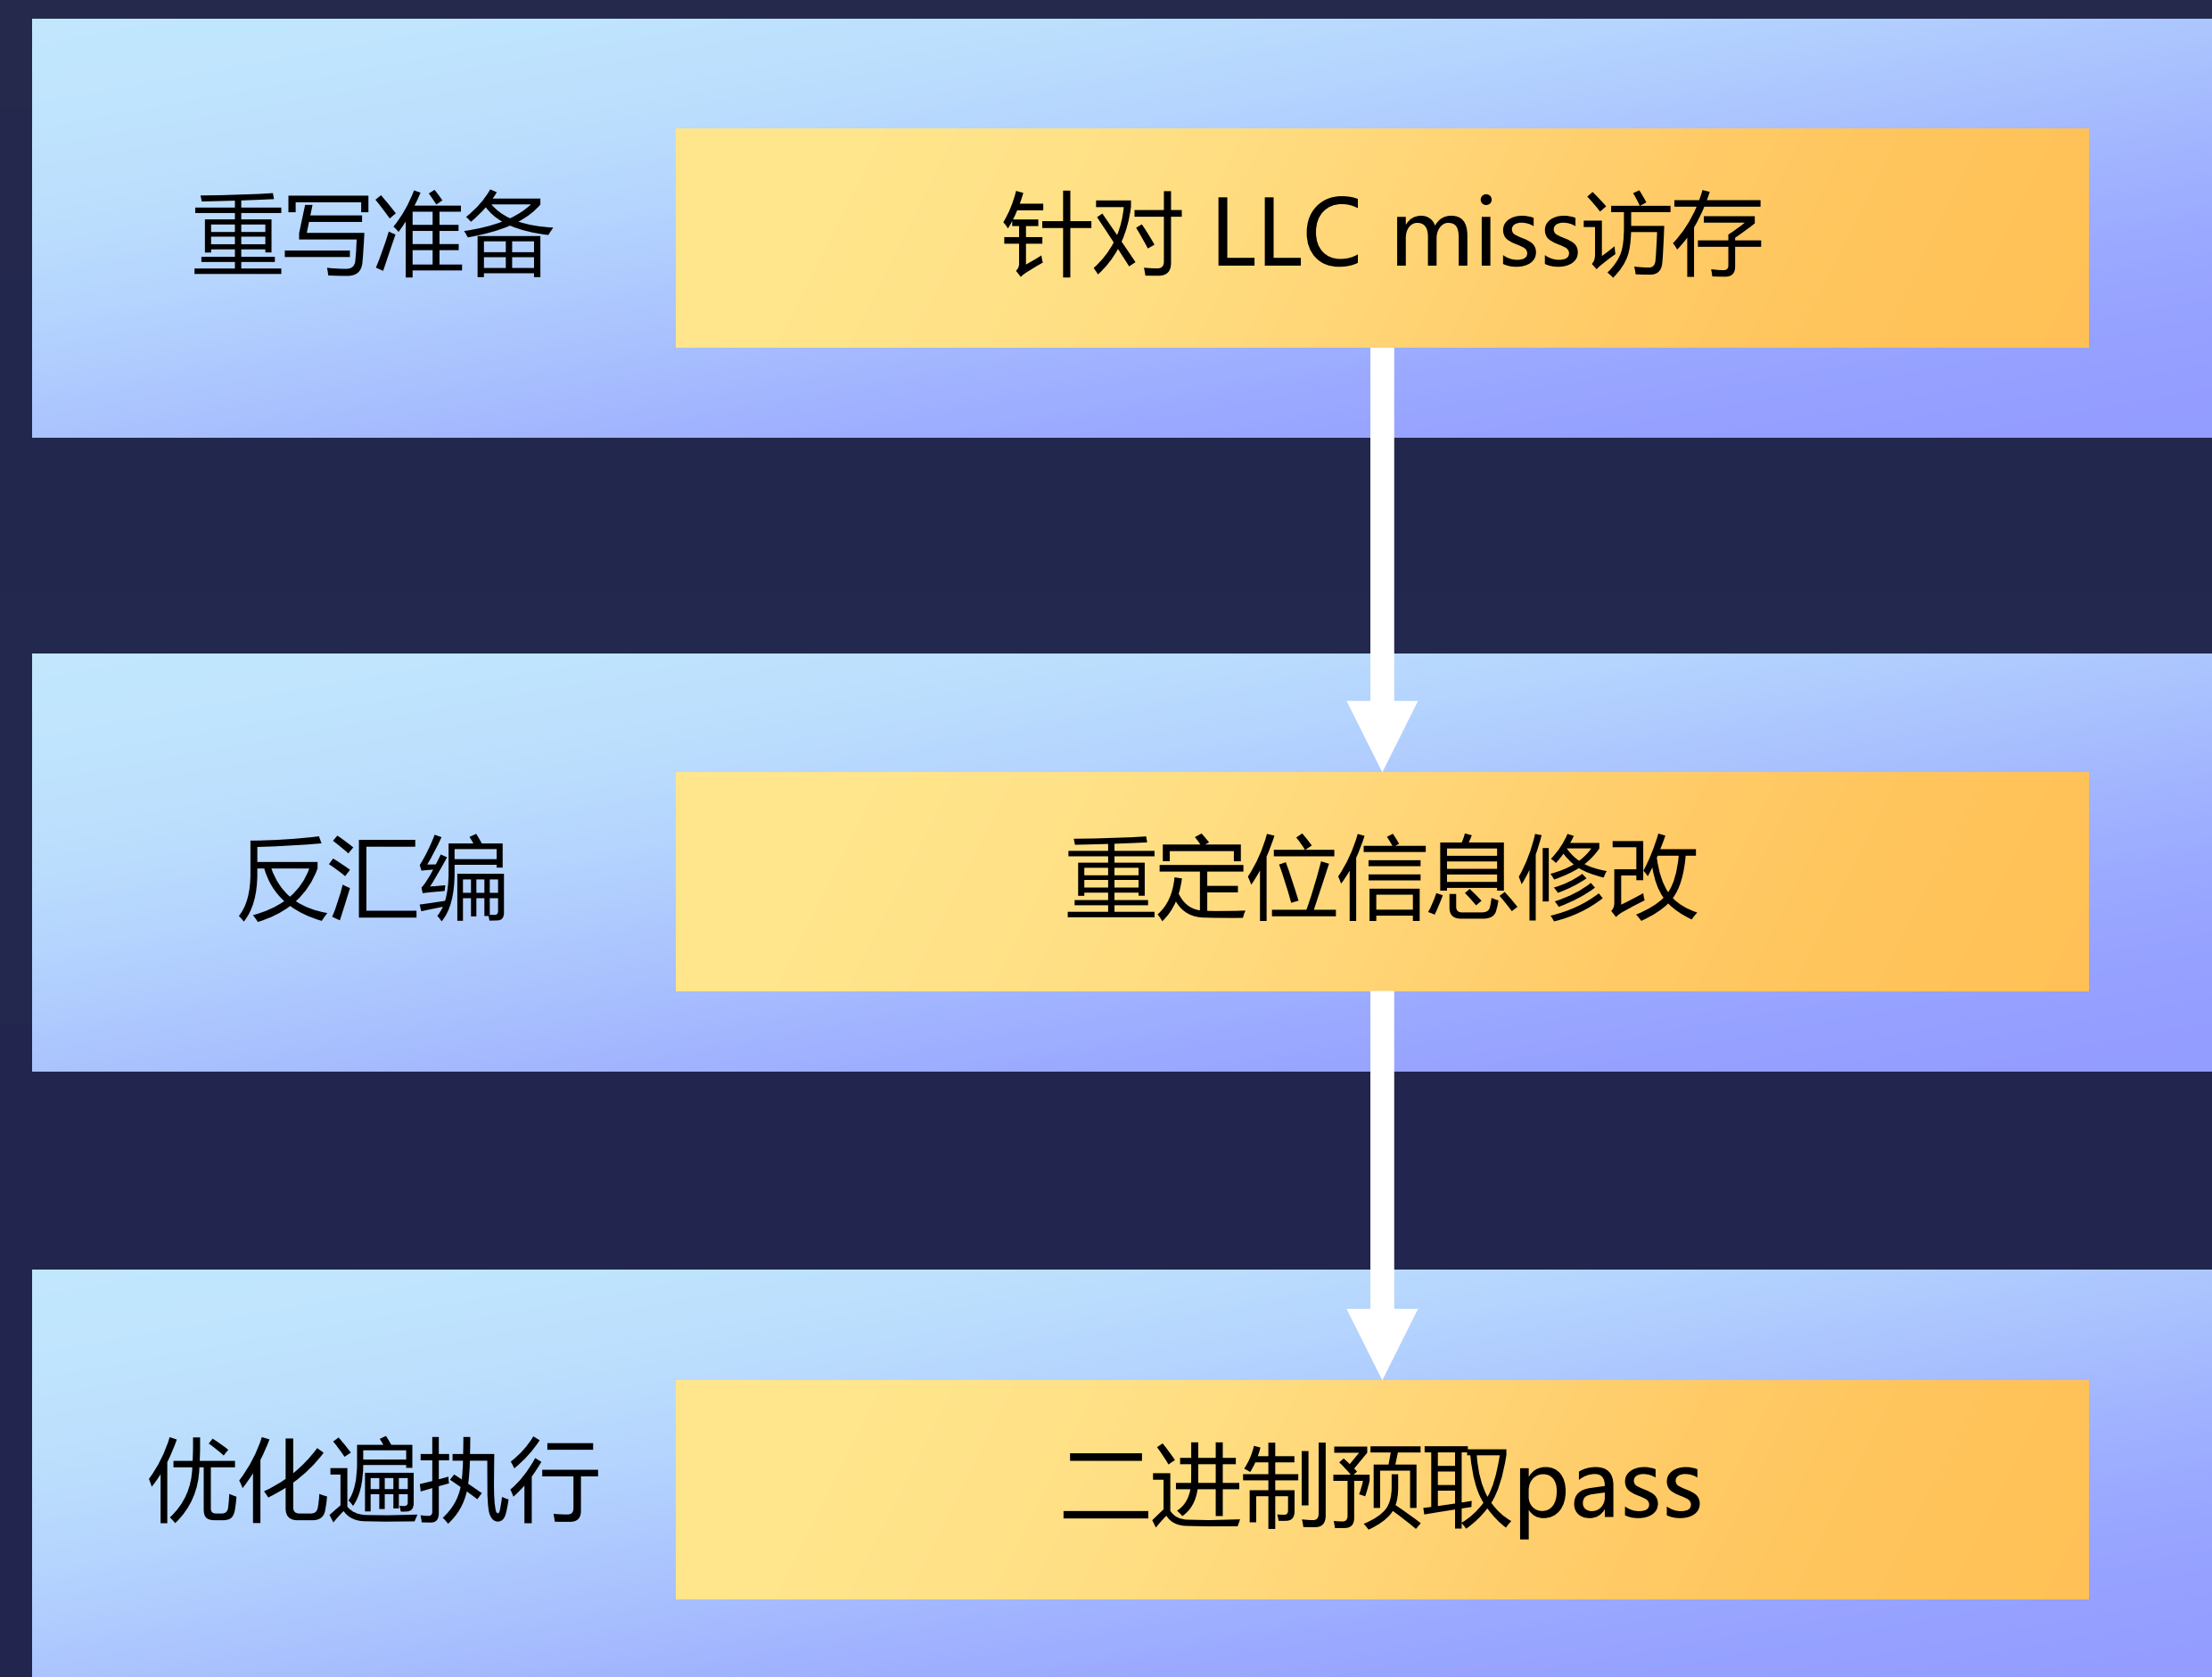 重写准备
针对 LLC miss访存
反汇编
重定位信息修改
优化遍执行
二进制预取pass